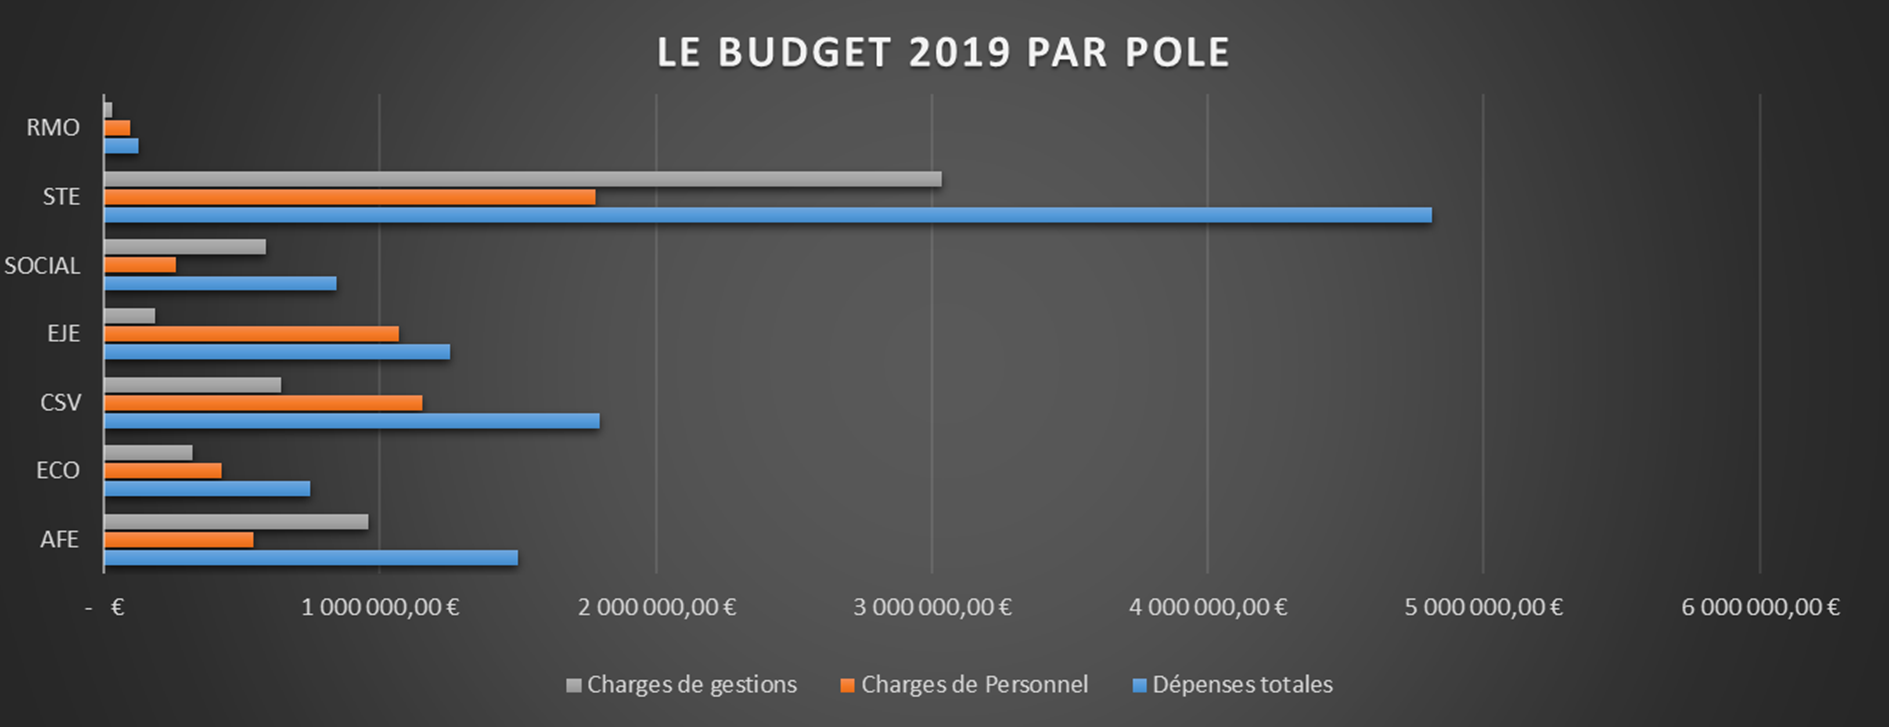 LE BUDGET 2019 PAR POLE
RMO
STE
SOCIAL
EJE
CSV
ECO
AFE
- € 1 000 000,00 € 2 000 000,00 € 3 000 000,00 € 4 000 000,00 € 5 000 000,00 € 6 000 000,00 €
Charges de gestions Charges de Personnel Dépenses totales